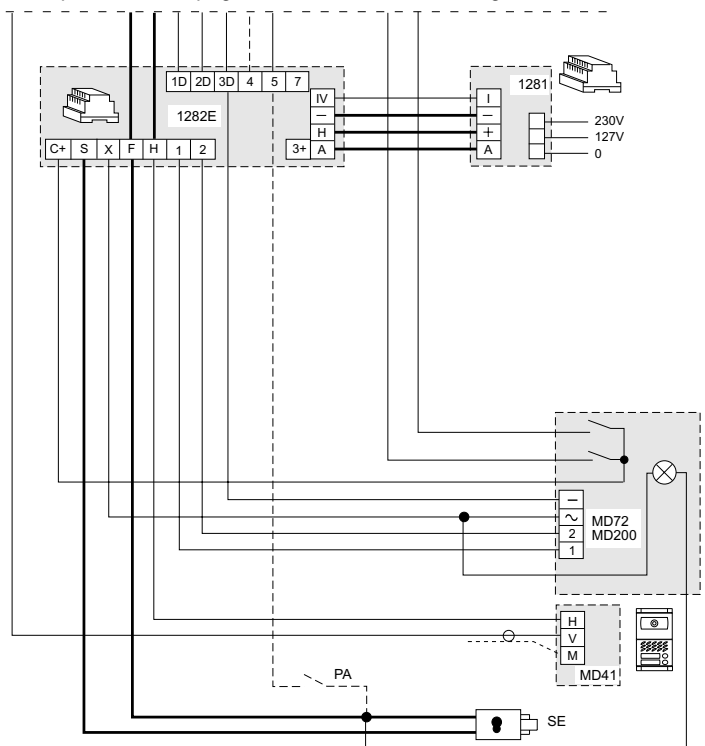 1D 2D 3D 4 5 7
1281
IV
I
1282E
230V
–
–
127V
H
+
3+ A
A
0
C+ S X F H 1 2
–
~
MD72
2
MD200
1
H
V
M
MD41
PA
SE